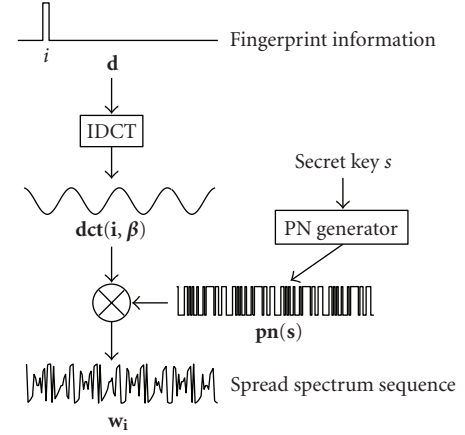 Fingerprint information
i
d
IDCT
Secret key s
dct(i, β)
PN generator
pn(s)
Spread spectrum sequence
wi